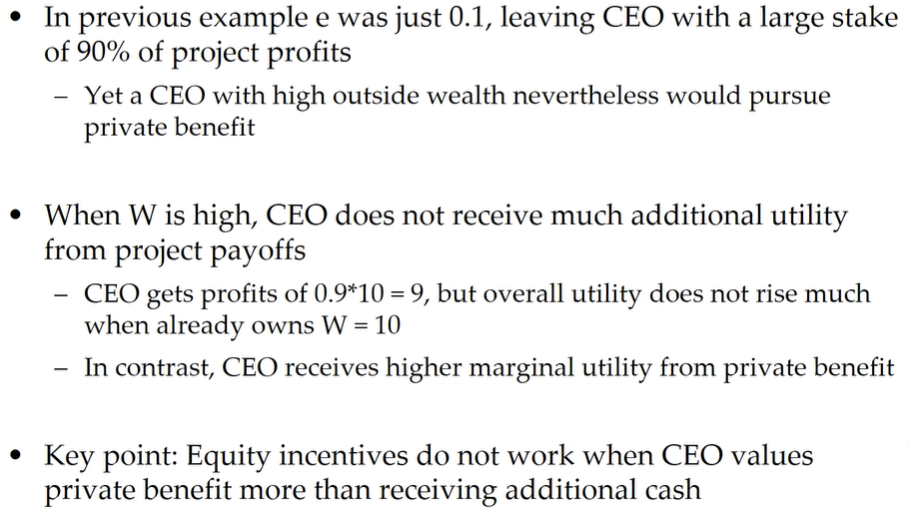 • In previous example e was just 0.1, leaving CEO with a large stake
of 90% of project profits
– Yet a CEO with high outside wealth nevertheless would pursue
private benefit
• When W is high, CEO does not receive much additional utility
from project payoffs
– CEO gets profits of 0.9*10 = 9, but overall utility does not rise much
when already owns W = 10
– In contrast, CEO receives higher marginal utility from private benefit
• Key point: Equity incentives do not work when CEO values
private benefit more than receiving additional cash